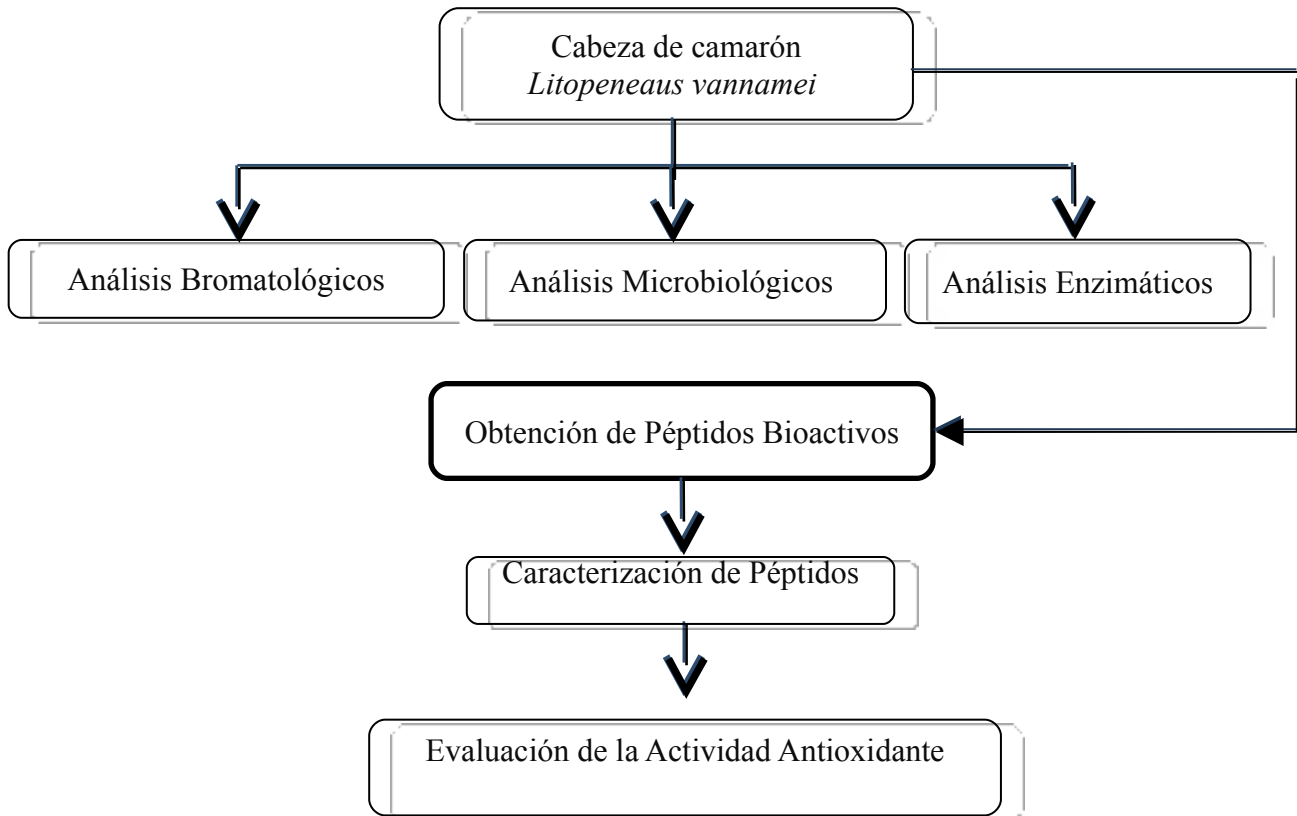 Cabeza de camarón
Litopeneaus vannamei
Análisis Bromatológicos
Análisis Microbiológicos
Análisis Enzimáticos
Obtención de Péptidos Bioactivos
Caracterización de Péptidos
Evaluación de la Actividad Antioxidante